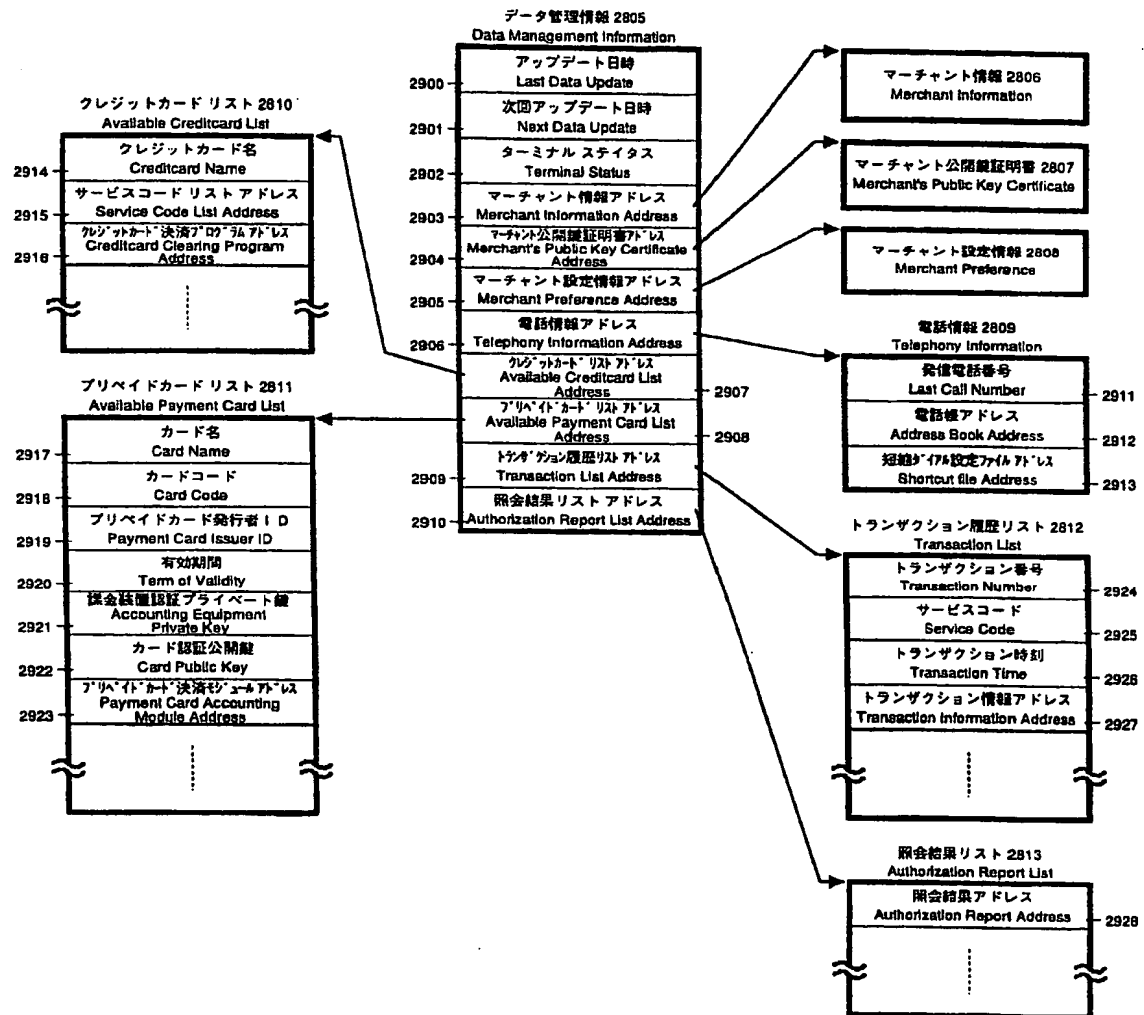 データ管理情報 2805
Data Management Information
2900
アップデート日時
Last Data Update
2901
次回アップデート日時
Next Data Update
2902
ターミナル ステイタス
Terminal Status
2903
マーチャント情報アドレス
Merchant Information Address
2904
マーチャント公開鍵証明書アドレス
Merchant's Public Key Certificate
Address
2905
マーチャント設定情報アドレス
Merchant Preference Address
2906
電話情報アドレス
Telephony Information Address
クレジットカード リスト アドレス
Available Creditcard List
Address
2907
プリペイドカード リスト アドレス
Available Payment Card List
Address
2908
2909
トランザクション履歴リスト アドレス
Transaction List Address
2910
照会結果リスト アドレス
Authorization Report List Address
クレジットカード リスト 2810
Available Creditcard List
2914
クレジットカード名
Creditcard Name
2915
サービスコード リスト アドレス
Service Code List Address
2916
クレジットカード決済プログラム アドレス
Creditcard Clearing Program
Address
プリペイドカード リスト 2811
Available Payment Card List
2917
カード名
Card Name
2918
カードコード
Card Code
2919
プリペイドカード発行者ID
Payment Card Issuer ID
2920
有効期間
Term of Validity
2921
課金装置認証プライベート鍵
Accounting Equipment
Private Key
2922
カード認証公開鍵
Card Public Key
2923
プリペイドカード決済モジュールアドレス
Payment Card Accounting
Module Address
マーチャント情報 2806
Merchant Information
マーチャント公開鍵証明書 2807
Merchant's Public Key Certificate
マーチャント設定情報 2808
Merchant Preference
電話情報 2809
Telephony Information
発信電話番号
Last Call Number
2911
電話帳アドレス
Address Book Address
2912
短縮ダイアル設定ファイル アドレス
Shortcut file Address
2913
トランザクション履歴リスト 2812
Transaction List
トランザクション番号
Transaction Number
2924
サービスコード
Service Code
2925
トランザクション時刻
Transaction Time
2926
トランザクション情報アドレス
Transaction Information Address
2927
照会結果リスト 2813
Authorization Report List
照会結果アドレス
Authorization Report Address
2928